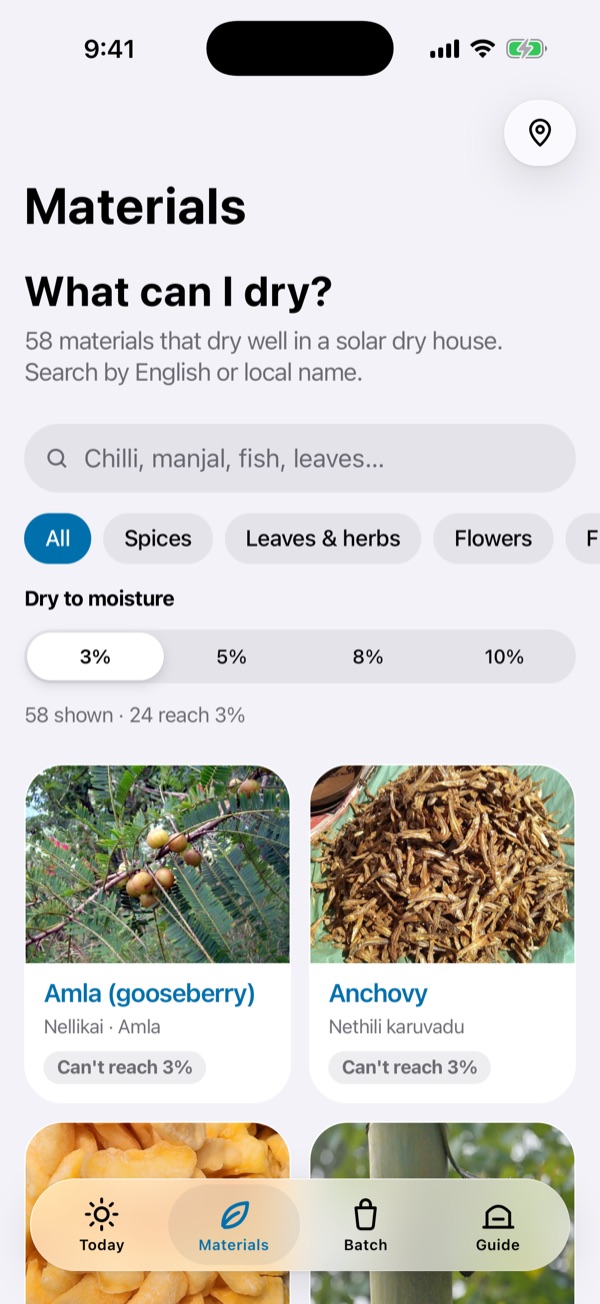 9:41
Materials
What can I dry?
58 materials that dry well in a solar dry house.
Search by English or local name.
Chilli, manjal, fish, leaves...
All
Spices
Leaves & herbs
Flowers
F
Dry to moisture
3%
5%
8%
10%
58 shown · 24 reach 3%
Amla (gooseberry)
Nellikai · Amla
Can't reach 3%
Anchovy
Nethili karuvadu
Can't reach 3%
Today
Materials
Batch
Guide